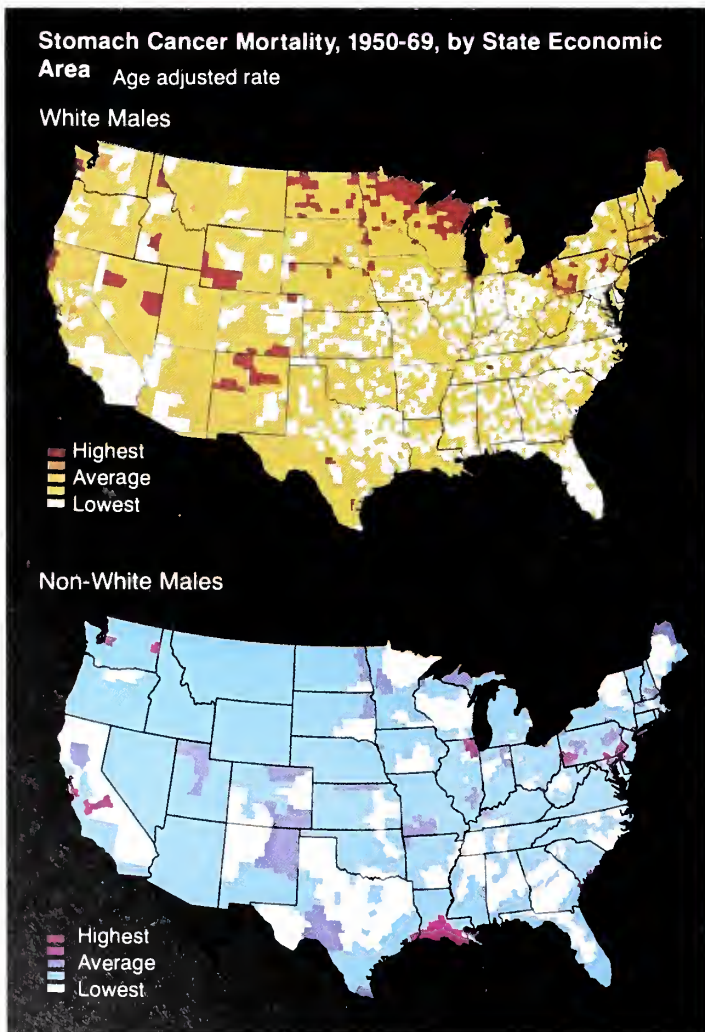 Stomach Cancer Mortality, 1950-69, by State Economic
Area Age adjusted rate
White Males
Highest
Average
Lowest
Non-White Males
Highest
Average
Lowest